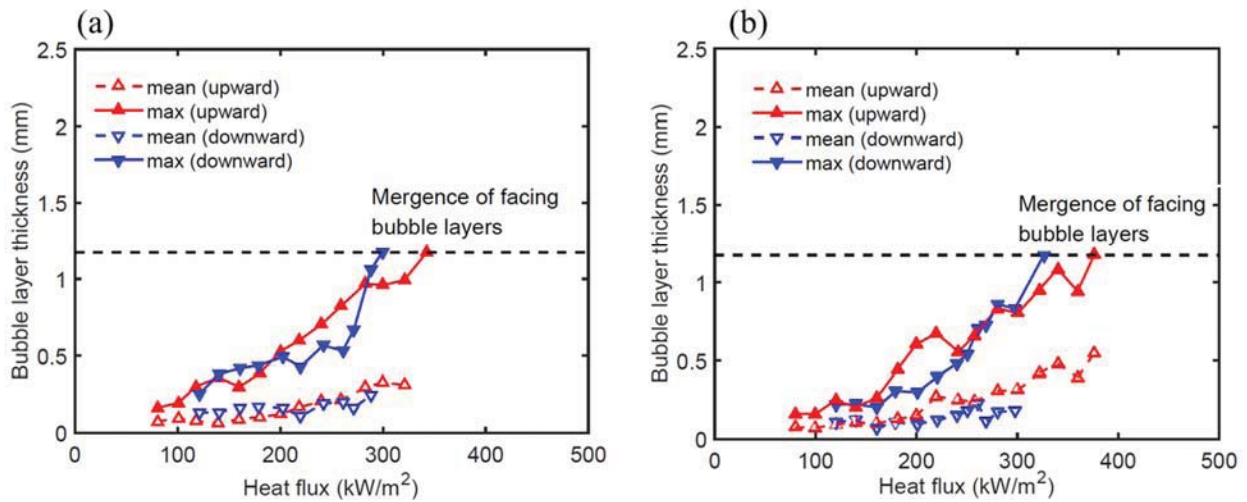 (a)
2.5
2
1.5
1
0.5
0
Bubble layer thickness (mm)
mean (upward)
max (upward)
mean (downward)
max (downward)
Mergence of facing
bubble layers
100
200
300
400
500
Heat flux (kW/m²)
(b)
2.5
2
1.5
1
0.5
0
Bubble layer thickness (mm)
mean (upward)
max (upward)
mean (downward)
max (downward)
Mergence of facing
bubble layers
0
100
200
300
400
500
Heat flux (kW/m²)